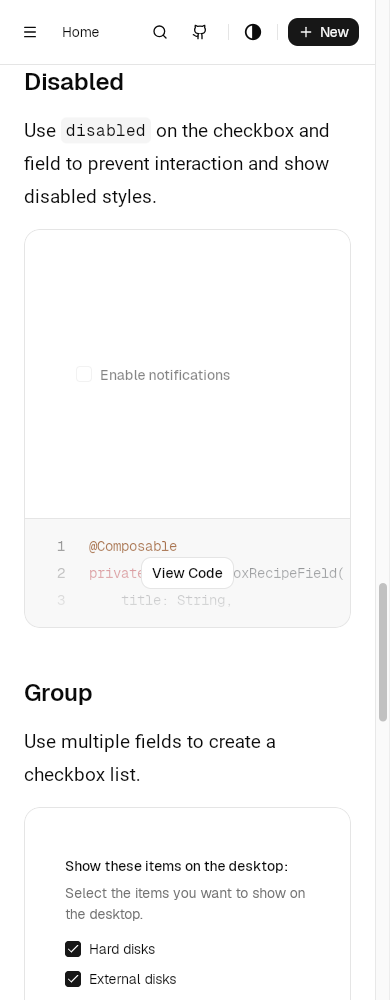 Home
New
Disabled
Use disabled on the checkbox and
field to prevent interaction and show
disabled styles.
Enable notifications
1 @Composable
2 private oxRecipeField(
View Code
3 title: String,
Group
Use multiple fields to create a
checkbox list.
Show these items on the desktop:
Select the items you want to show on
the desktop.
Hard disks
External disks